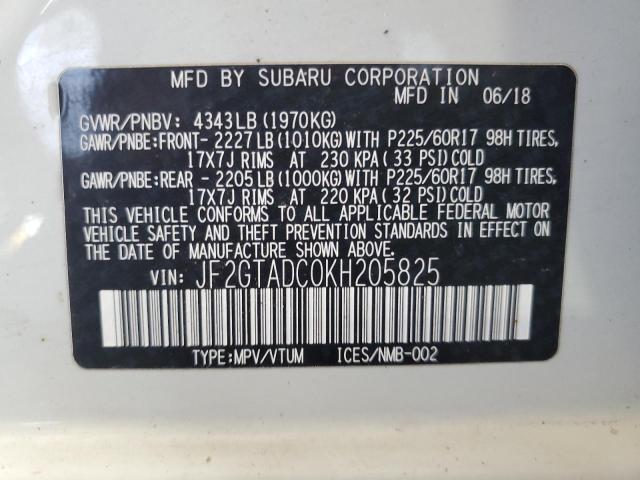 MFD BY SUBARU CORPORATION
MFD IN 06/18
GVWR/PNBV: 4343LB (1970KG)
GAWR/PNBE:FRONT- 2227LB(1010KG)WITH P225/60R17 98H TIRES,
17X7J RIMS AT 230 KPA (33 PSI)COLD
GAWR/PNBE:REAR - 2205LB(1000KG)WITH P225/60R17 98H TIRES,
17X7J RIMS AT 220 KPA (32 PSI)COLD
THIS VEHICLE CONFORMS TO ALL APPLICABLE FEDERAL MOTOR
VEHICLE SAFETY AND THEFT PREVENTION STANDARDS IN EFFECT
ON THE DATE OF MANUFACTURE SHOWN ABOVE.
VIN: JF2GTADC0KH205825
TYPE:MPV/VTUM ICES/NMB-002